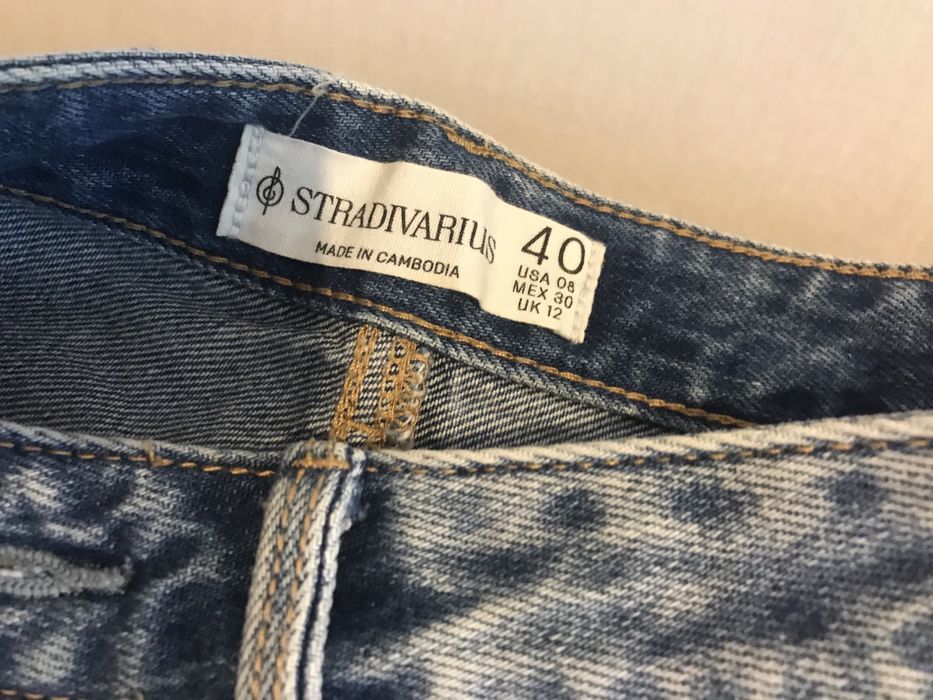 STRADIVARIUS
MADE IN CAMBODIA
40
USA 08
MEX 30
UK 12